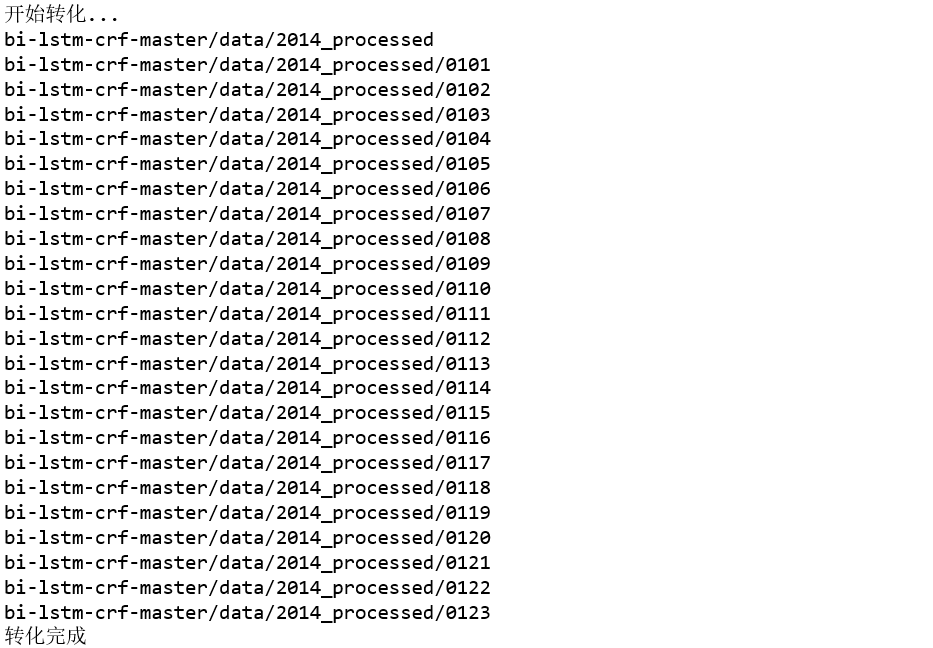 开始转化...
bi-lstm-crf-master/data/2014_processed
bi-lstm-crf-master/data/2014_processed/0101
bi-lstm-crf-master/data/2014_processed/0102
bi-lstm-crf-master/data/2014_processed/0103
bi-lstm-crf-master/data/2014_processed/0104
bi-lstm-crf-master/data/2014_processed/0105
bi-lstm-crf-master/data/2014_processed/0106
bi-lstm-crf-master/data/2014_processed/0107
bi-lstm-crf-master/data/2014_processed/0108
bi-lstm-crf-master/data/2014_processed/0109
bi-lstm-crf-master/data/2014_processed/0110
bi-lstm-crf-master/data/2014_processed/0111
bi-lstm-crf-master/data/2014_processed/0112
bi-lstm-crf-master/data/2014_processed/0113
bi-lstm-crf-master/data/2014_processed/0114
bi-lstm-crf-master/data/2014_processed/0115
bi-lstm-crf-master/data/2014_processed/0116
bi-lstm-crf-master/data/2014_processed/0117
bi-lstm-crf-master/data/2014_processed/0118
bi-lstm-crf-master/data/2014_processed/0119
bi-lstm-crf-master/data/2014_processed/0120
bi-lstm-crf-master/data/2014_processed/0121
bi-lstm-crf-master/data/2014_processed/0122
bi-lstm-crf-master/data/2014_processed/0123
转化完成